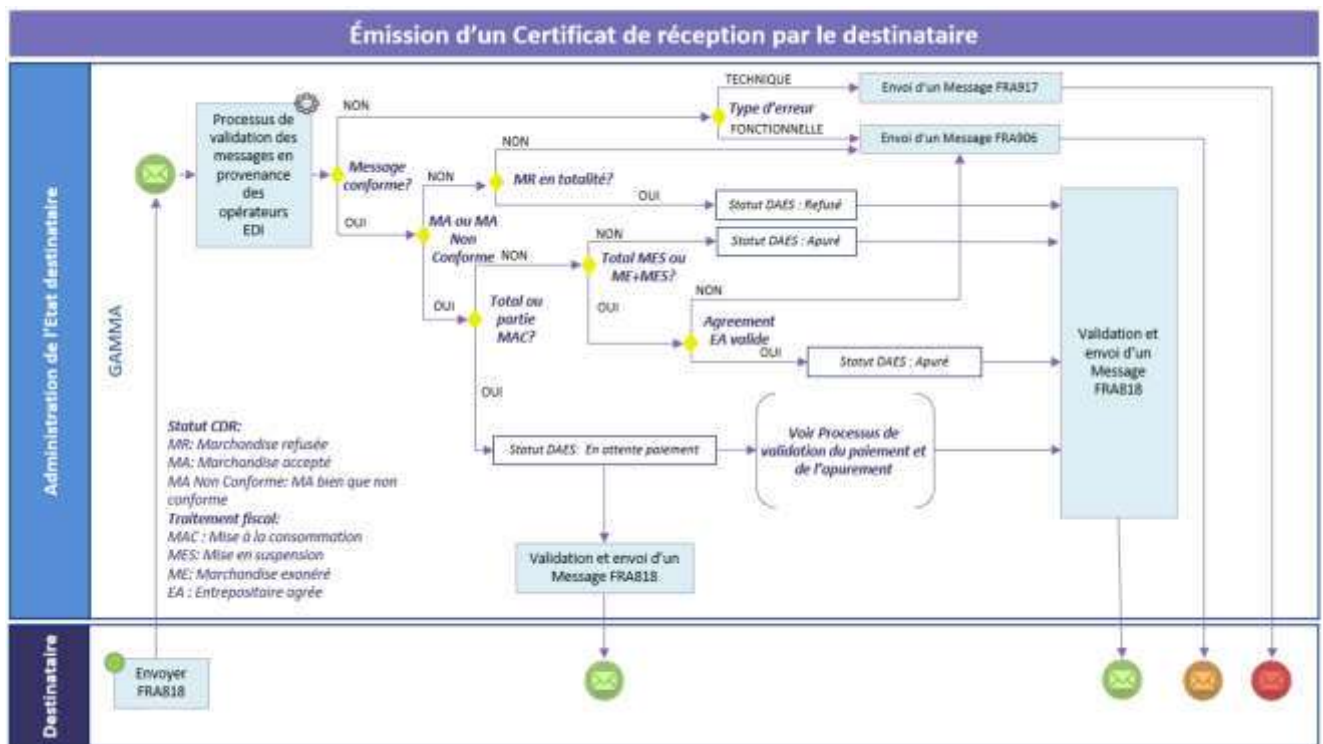 Émission d'un Certificat de réception par le destinataire
Administration de l'Etat destinataire
GAMMA
Processus de
validation des
messages en
provenance
des
opérateurs
EDI
NON
Message
conforme?
OUI
TECHNIQUE
Type d'erreur
FONCTIONNELLE
Envoi d'un Message FRA917
Envoi d'un Message FRA906
NON
MA ou MA
Non
Conforme
OUI
NON
MR en totalité?
OUI
Statut DAES : Refusé
NON
Total ou
partie
MAC?
OUI
NON
Total MES ou
ME+MES?
OUI
Statut DAES : Apuré
NON
Agreement
EA valide
OUI
Statut DAES : Apuré
Validation et
envoi d'un
Message
FRA818
Statut DAES: En attente paiement
Voir Processus de
validation du paiement et
de l'apurement
Validation et envoi d'un
Message FRA818
Statut CDR:
MR: Marchandise refusée
MA: Marchandise accepté
MA Non Conforme: MA bien que non
conforme
Traitement fiscal:
MAC : Mise à la consommation
MES: Mise en suspension
ME: Marchandise exonéré
EA : Entrepositaire agrée
Destinataire
Envoyer
FRA818